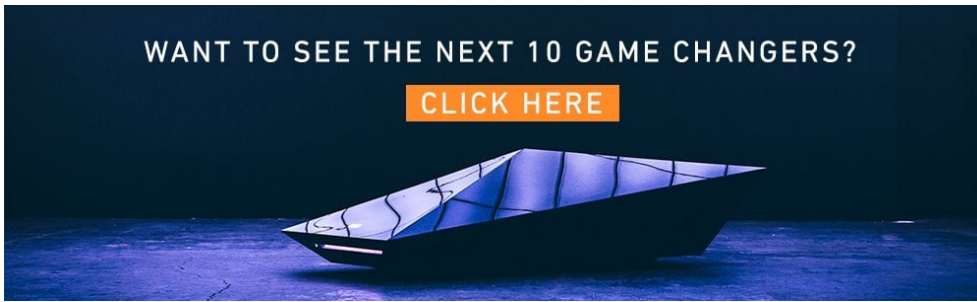 WANT TO SEE THE NEXT 10 GAME CHANGERS?
CLICK HERE